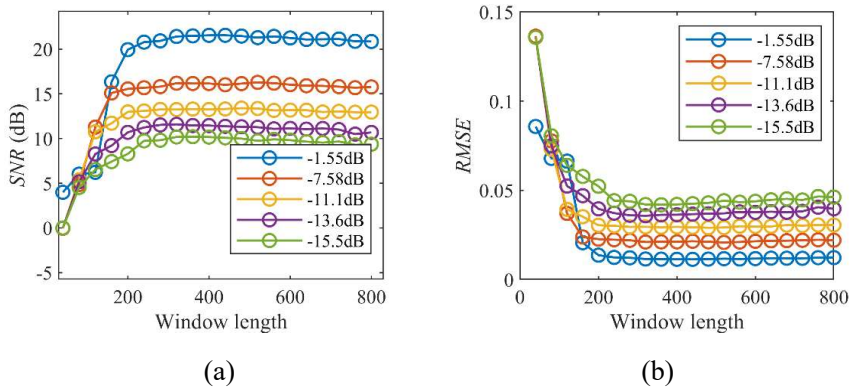 20
15
10
5
0
-5
SNR (dB)
200
400
600
800
Window length
-1.55dB
-7.58dB
-11.1dB
-13.6dB
-15.5dB
(a)
0.15
0.1
0.05
0
RMSE
0
200
400
600
800
Window length
-1.55dB
-7.58dB
-11.1dB
-13.6dB
-15.5dB
(b)